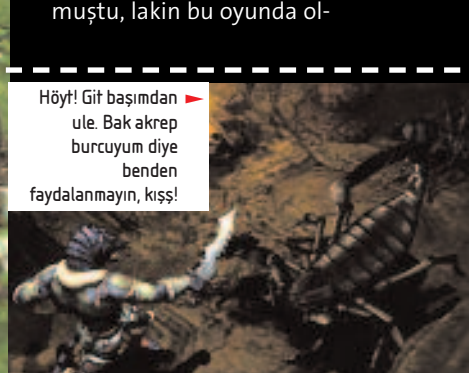 muştu, lakin bu oyunda ol-
Höyt! Git başımdan
ule. Bak akrep
burcuyum diye
benden
faydalanmayın, kışş!